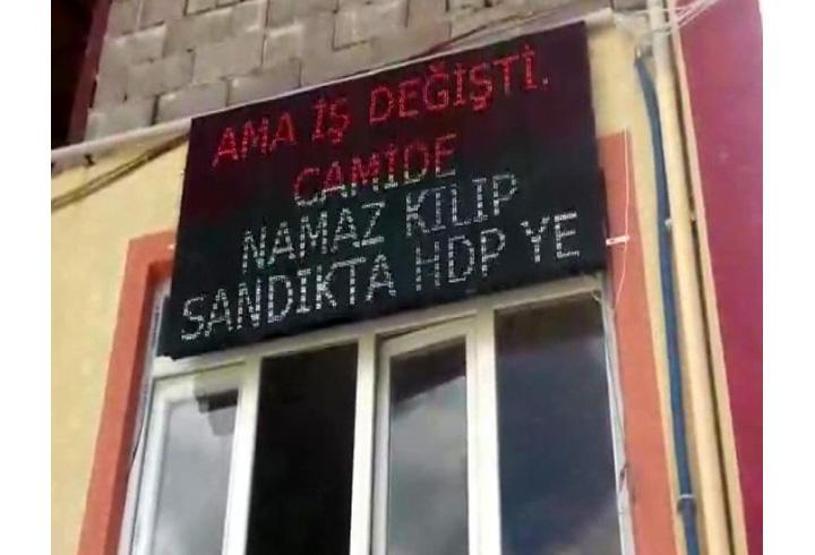 AMA İŞ DEĞİŞTİ.
CAMİDE
NAMAZ KILIP
SANDIKTA HDP YE